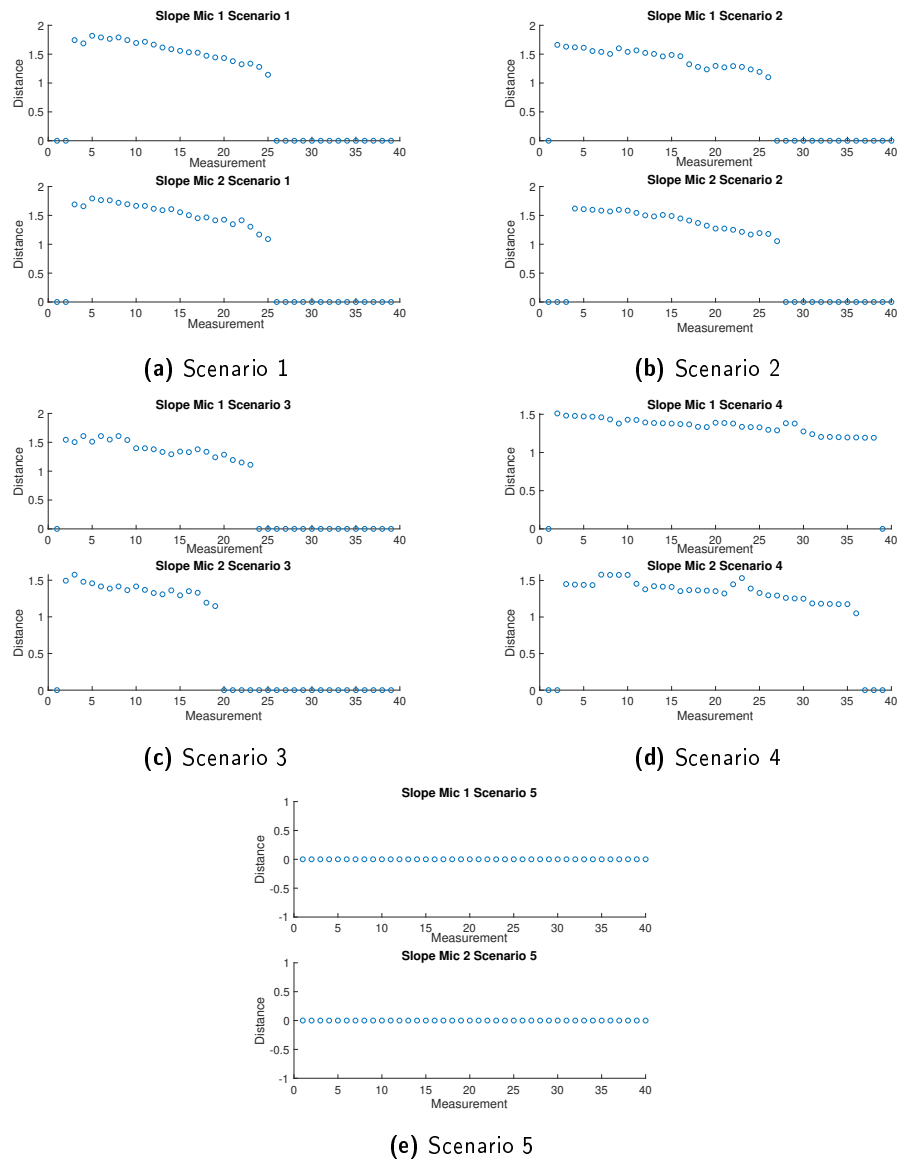 Slope Mic 1 Scenario 1
2
1.5
1
0.5
0
Distance
0 5 10 15 20 25 30 35 40
Measurement
Slope Mic 2 Scenario 1
2
1.5
1
0.5
0
Distance
0 5 10 15 20 25 30 35 40
Measurement
(a) Scenario 1
Slope Mic 1 Scenario 2
2
1.5
1
0.5
0
Distance
0 5 10 15 20 25 30 35 40
Measurement
Slope Mic 2 Scenario 2
2
1.5
1
0.5
0
Distance
0 5 10 15 20 25 30 35 40
Measurement
(b) Scenario 2
Slope Mic 1 Scenario 3
2
1.5
1
0.5
0
Distance
0 5 10 15 20 25 30 35 40
Measurement
Slope Mic 2 Scenario 3
1.5
1
0.5
0
Distance
0 5 10 15 20 25 30 35 40
Measurement
(c) Scenario 3
Slope Mic 1 Scenario 4
1.5
1
0.5
0
Distance
0 5 10 15 20 25 30 35 40
Measurement
Slope Mic 2 Scenario 4
1.5
1
0.5
0
Distance
0 5 10 15 20 25 30 35 40
Measurement
(d) Scenario 4
Slope Mic 1 Scenario 5
1
0.5
0
-0.5
-1
Distance
0 5 10 15 20 25 30 35 40
Measurement
Slope Mic 2 Scenario 5
1
0.5
0
-0.5
-1
Distance
0 5 10 15 20 25 30 35 40
Measurement
(e) Scenario 5